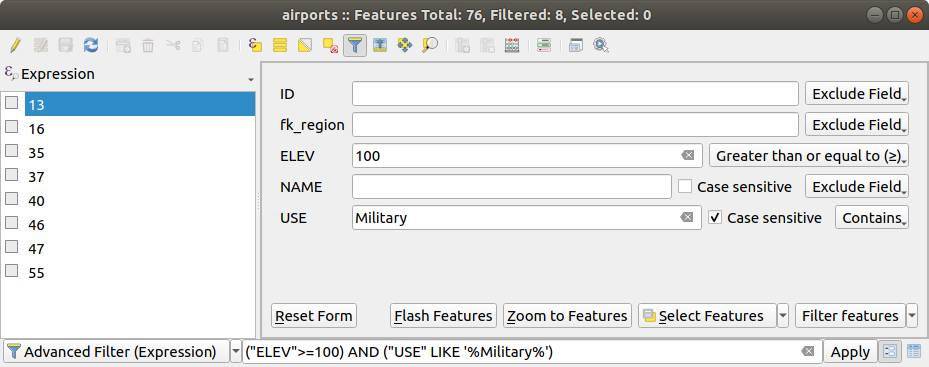 airports :: Features Total: 76, Filtered: 8, Selected: 0
Expression
13
16
35
37
40
46
47
55
ID Exclude Field
fk_region Exclude Field
ELEV 100 Greater than or equal to (≥)
NAME Case sensitive Exclude Field
USE Military Case sensitive Contains
Reset Form Flash Features Zoom to Features Select Features Filter features
Advanced Filter (Expression) ("ELEV">=100) AND ("USE" LIKE '%Military%') Apply